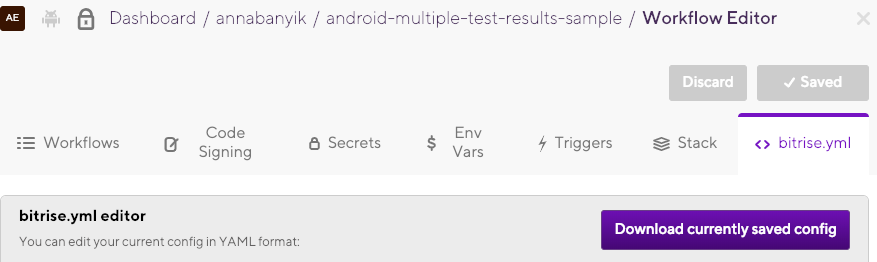 AE Dashboard / annabanyik / android-multiple-test-results-sample / Workflow Editor
Discard Saved
Workflows Code Signing Secrets $ Env Vars Triggers Stack <> bitrise.yml
bitrise.yml editor
You can edit your current config in YAML format:
Download currently saved config